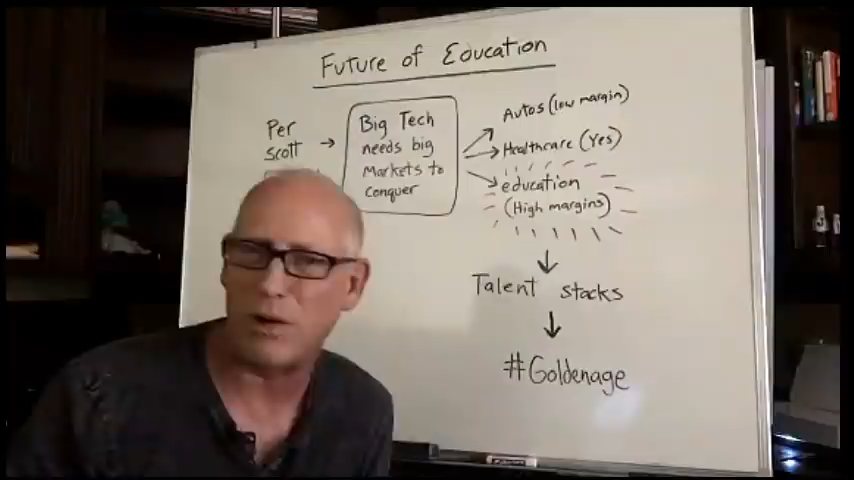 Future of Education
Per
Scott
→
Big Tech
needs big
Markets to
Conquer
Autos (low margin)
Healthcare (Yes)
education
(High margins)
Talent stacks
#Goldenage